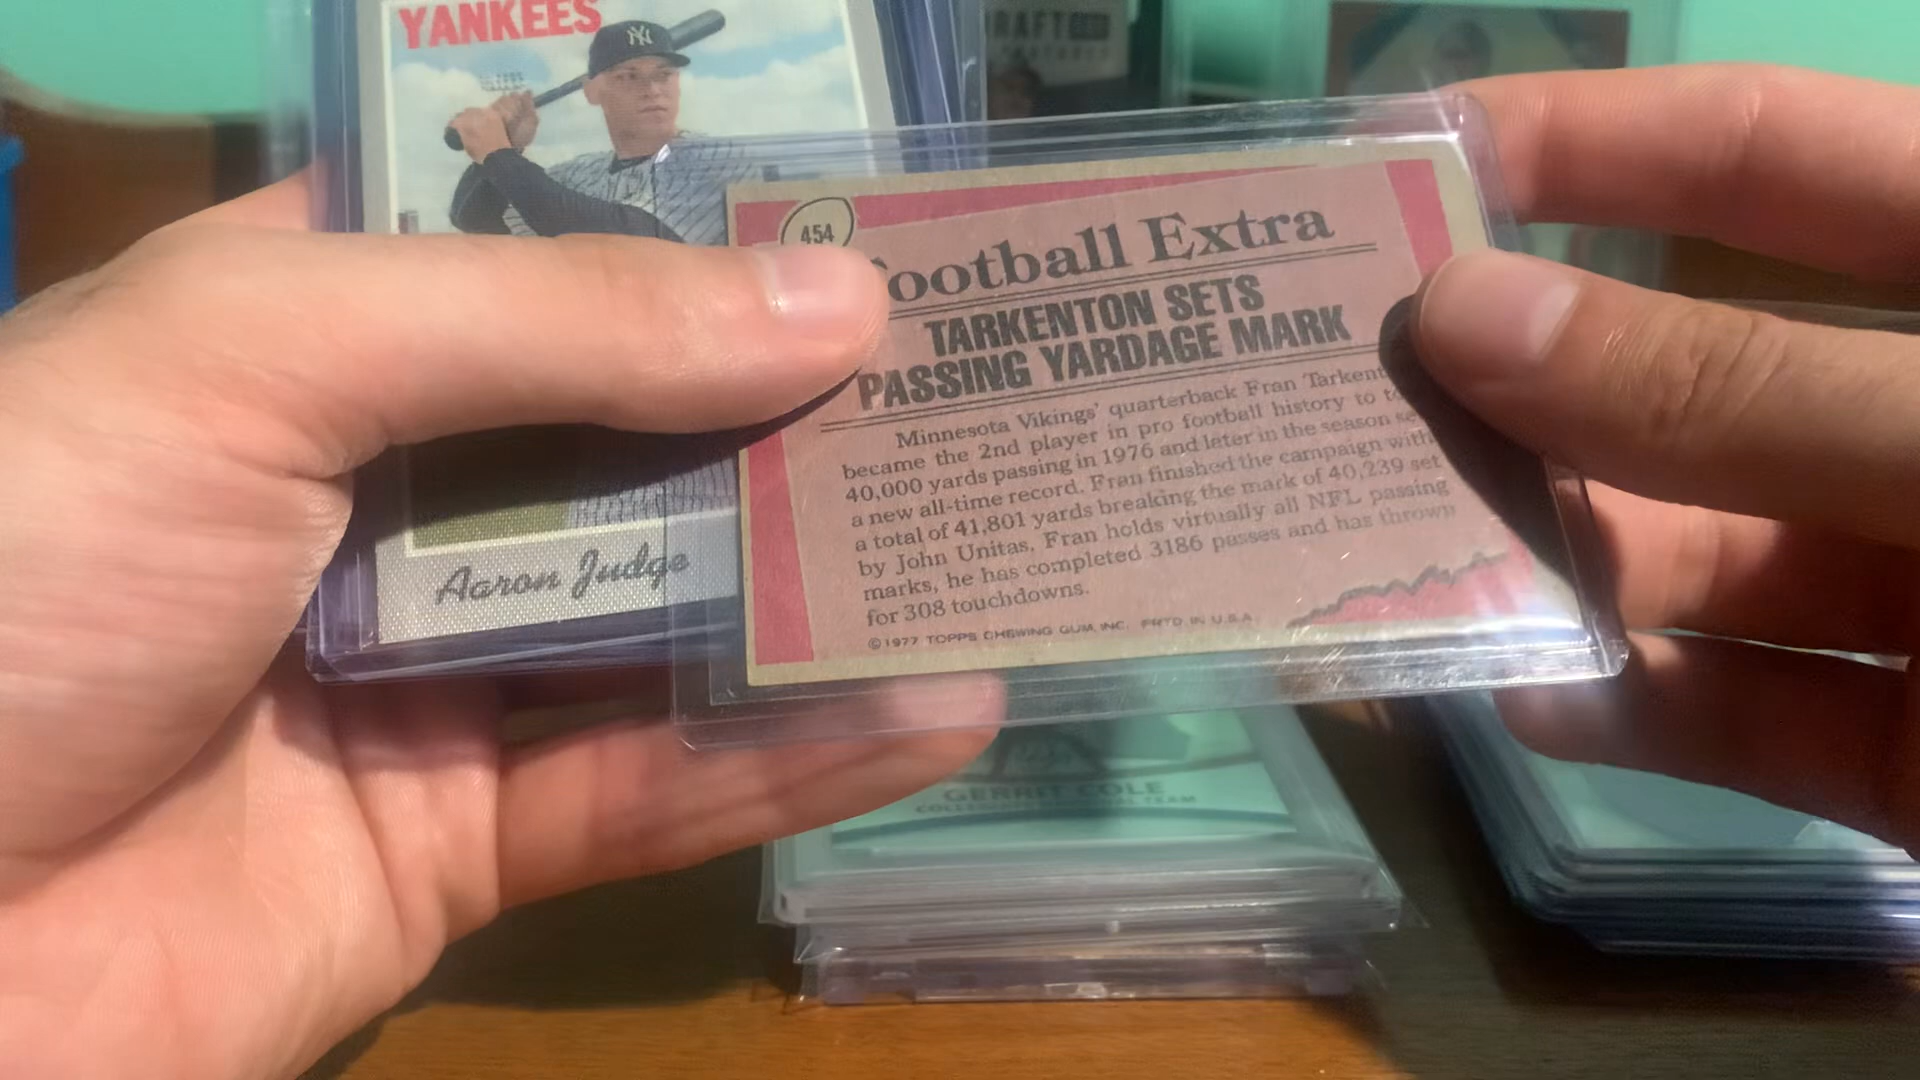 YANKEES
NY
DRAFT
454
Football Extra
TARKENTON SETS
PASSING YARDAGE MARK
Minnesota Vikings' quarterback Fran Tarkent
became the 2nd player in pro football history to
40,000 yards passing in 1976 and later in the season se
a new all-time record. Fran finished the campaign with
a total of 41,801 yards breaking the mark of 40,239 set
by John Unitas. Fran holds virtually all NFL passing
marks, he has completed 3186 passes and has thrown
for 308 touchdowns.
©1977 TOPPS CHEWING GUM, INC. PRTD. IN U.S.A.
Aaron Judge
GERRIT COLE
TEAM